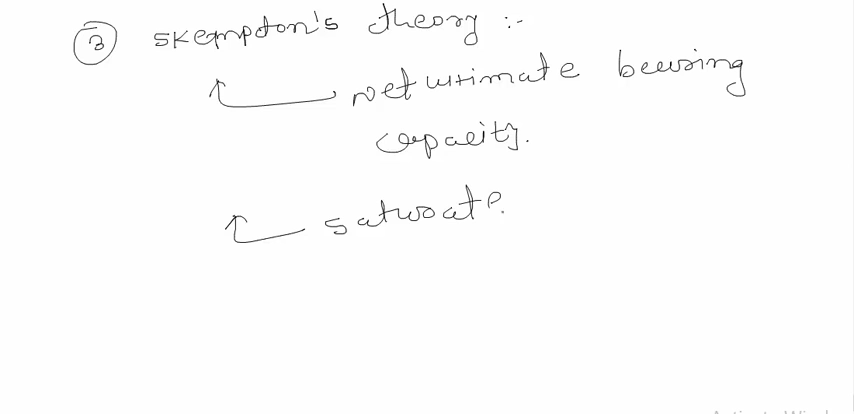 3 Skempton's theory :-
net ultimate bearing
capacity.
saturate